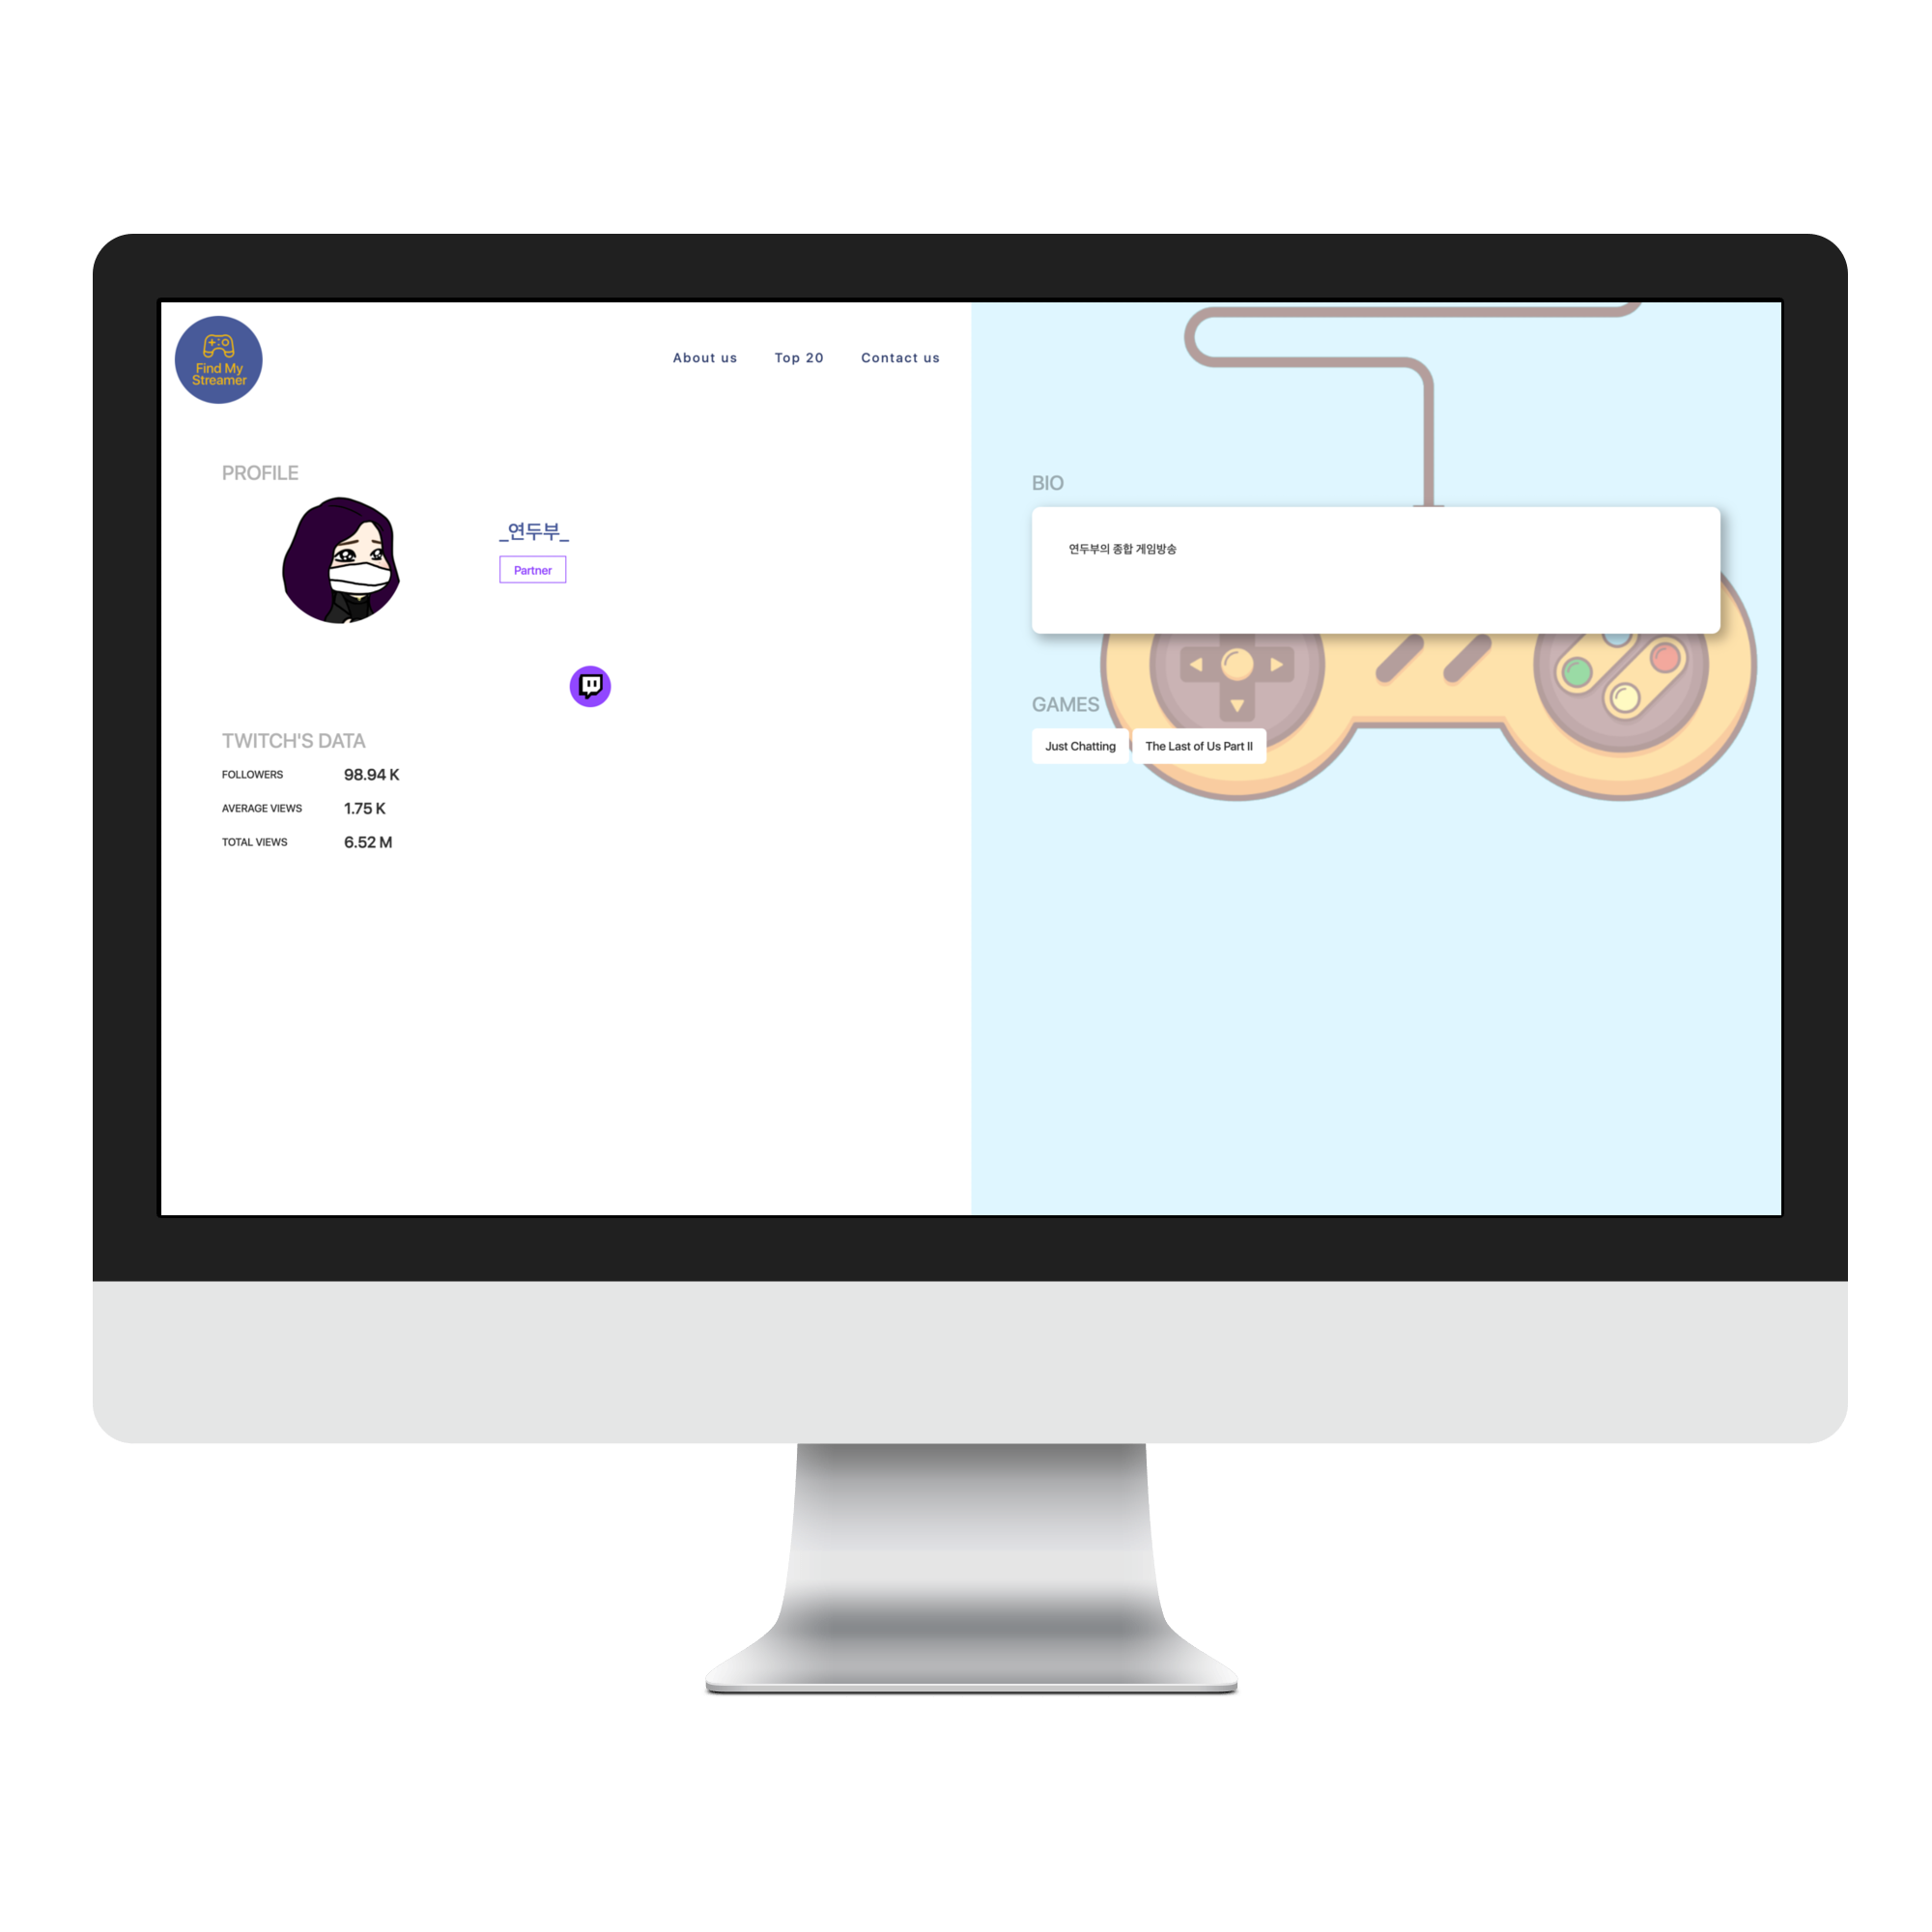 Find My
Streamer
About us
Top 20
Contact us
PROFILE
_연두부_
Partner
TWITCH'S DATA
FOLLOWERS 98.94 K
AVERAGE VIEWS 1.75 K
TOTAL VIEWS 6.52 M
BIO
연두부의 종합 게임방송
GAMES
Just Chatting
The Last of Us Part II